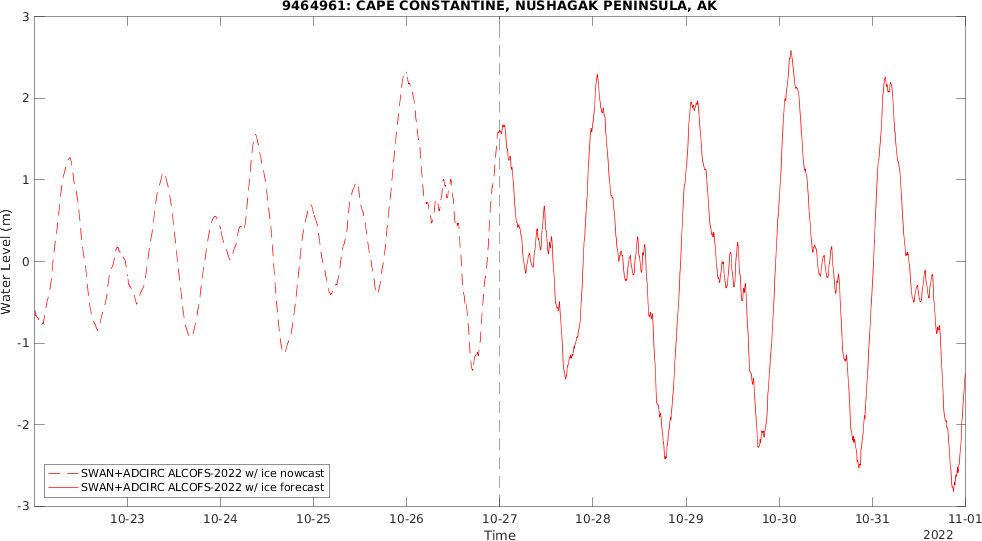 9464961: CAPE CONSTANTINE, NUSHAGAK PENINSULA, AK
3
2
1
0
-1
-2
-3
Water Level (m)
SWAN+ADCIRC ALCOFS-2022 w/ ice nowcast
SWAN+ADCIRC ALCOFS-2022 w/ ice forecast
10-23 10-24 10-25 10-26 10-27 10-28 10-29 10-30 10-31 11-01
Time
2022